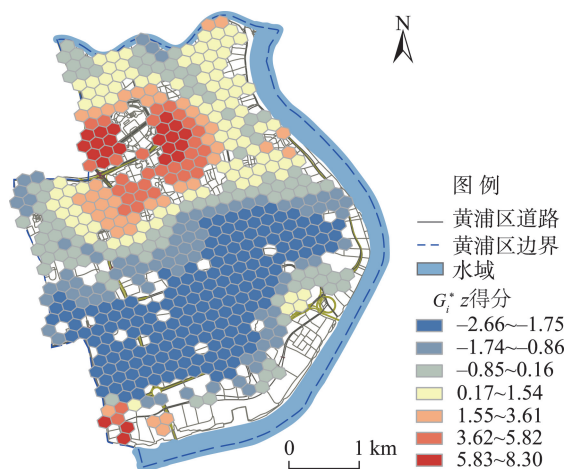 N
图例
黄浦区道路
黄浦区边界
水域
G_i^* z得分
−2.66~−1.75
−1.74~−0.86
−0.85~0.16
0.17~1.54
1.55~3.61
3.62~5.82
5.83~8.30
0 1 km